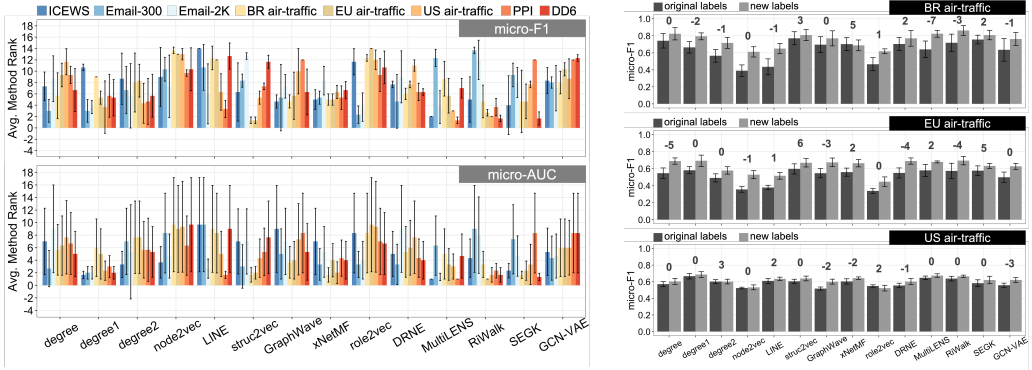 ICEWS Email-300 Email-2K BR air-traffic EU air-traffic US air-traffic PPI DD6
micro-F1
Avg. Method Rank
18
16
14
12
10
8
6
4
2
0
-2
-4
micro-AUC
Avg. Method Rank
18
16
14
12
10
8
6
4
2
0
-2
-4
degree degree1 degree2 node2vec LINE struc2vec GraphWave xNetMF role2vec DRNE MultiLENS RiWalk SEGK GCN-VAE
original labels new labels
BR air-traffic
micro-F1
1.0
0.8
0.6
0.4
0.2
0.0
0 -2 -1 0 -1 3 0 5 1 2 -7 -3 2 -1
original labels new labels
EU air-traffic
micro-F1
1.0
0.8
0.6
0.4
0.2
0.0
-5 0 0 -1 1 6 -3 2 0 -4 2 -4 5 0
original labels new labels
US air-traffic
micro-F1
1.0
0.8
0.6
0.4
0.2
0.0
0 0 3 0 2 0 -2 -2 2 -1 0 0 0 -3
degree degree1 degree2 node2vec LINE struc2vec GraphWave xNetMF role2vec DRNE MultiLENS RiWalk SEGK GCN-VAE